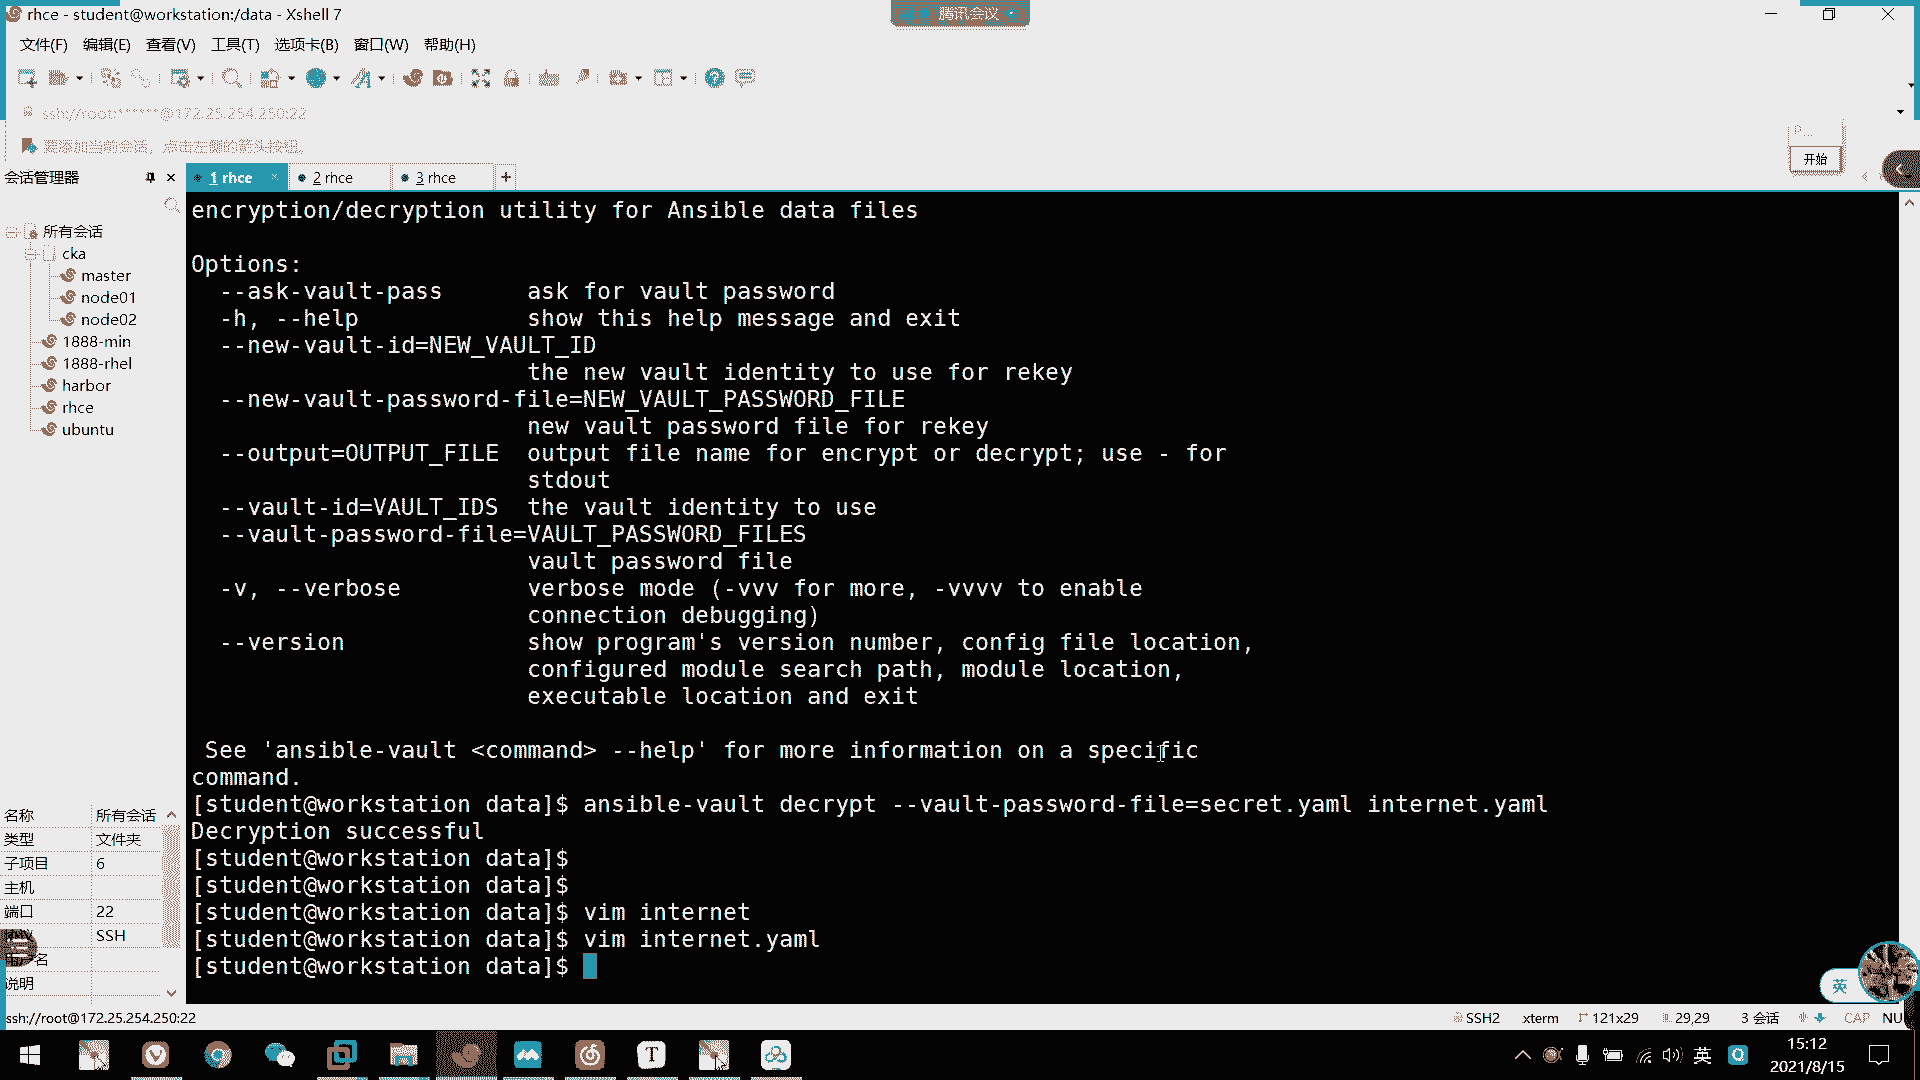 rhce - student@workstation:/data - Xshell 7
腾讯会议
文件(F) 编辑(E) 查看(V) 工具(T) 选项卡(B) 窗口(W) 帮助(H)
ssh://root:******@172.25.254.250:22
要添加当前会话，点击左侧的箭头按钮。
P...
开始
会话管理器
1 rhce
2 rhce
3 rhce
所有会话
cka
master
node01
node02
1888-min
1888-rhel
harbor
rhce
ubuntu
encryption/decryption utility for Ansible data files
Options:
--ask-vault-pass ask for vault password
-h, --help show this help message and exit
--new-vault-id=NEW_VAULT_ID
the new vault identity to use for rekey
--new-vault-password-file=NEW_VAULT_PASSWORD_FILE
new vault password file for rekey
--output=OUTPUT_FILE output file name for encrypt or decrypt; use - for
stdout
--vault-id=VAULT_IDS the vault identity to use
--vault-password-file=VAULT_PASSWORD_FILES
vault password file
-v, --verbose verbose mode (-vvv for more, -vvvv to enable
connection debugging)
--version show program's version number, config file location,
configured module search path, module location,
executable location and exit
See 'ansible-vault <command> --help' for more information on a specific
command.
[student@workstation data]$ ansible-vault decrypt --vault-password-file=secret.yaml internet.yaml
Decryption successful
[student@workstation data]$
[student@workstation data]$
[student@workstation data]$ vim internet
[student@workstation data]$ vim internet.yaml
[student@workstation data]$
名称 所有会话
类型 文件夹
子项目 6
主机
端口 22
SSH
名
说明
英
ssh://root@172.25.254.250:22
SSH2 xterm 121x29 29,29 3 会话 CAP NU
英
15:12
2021/8/15